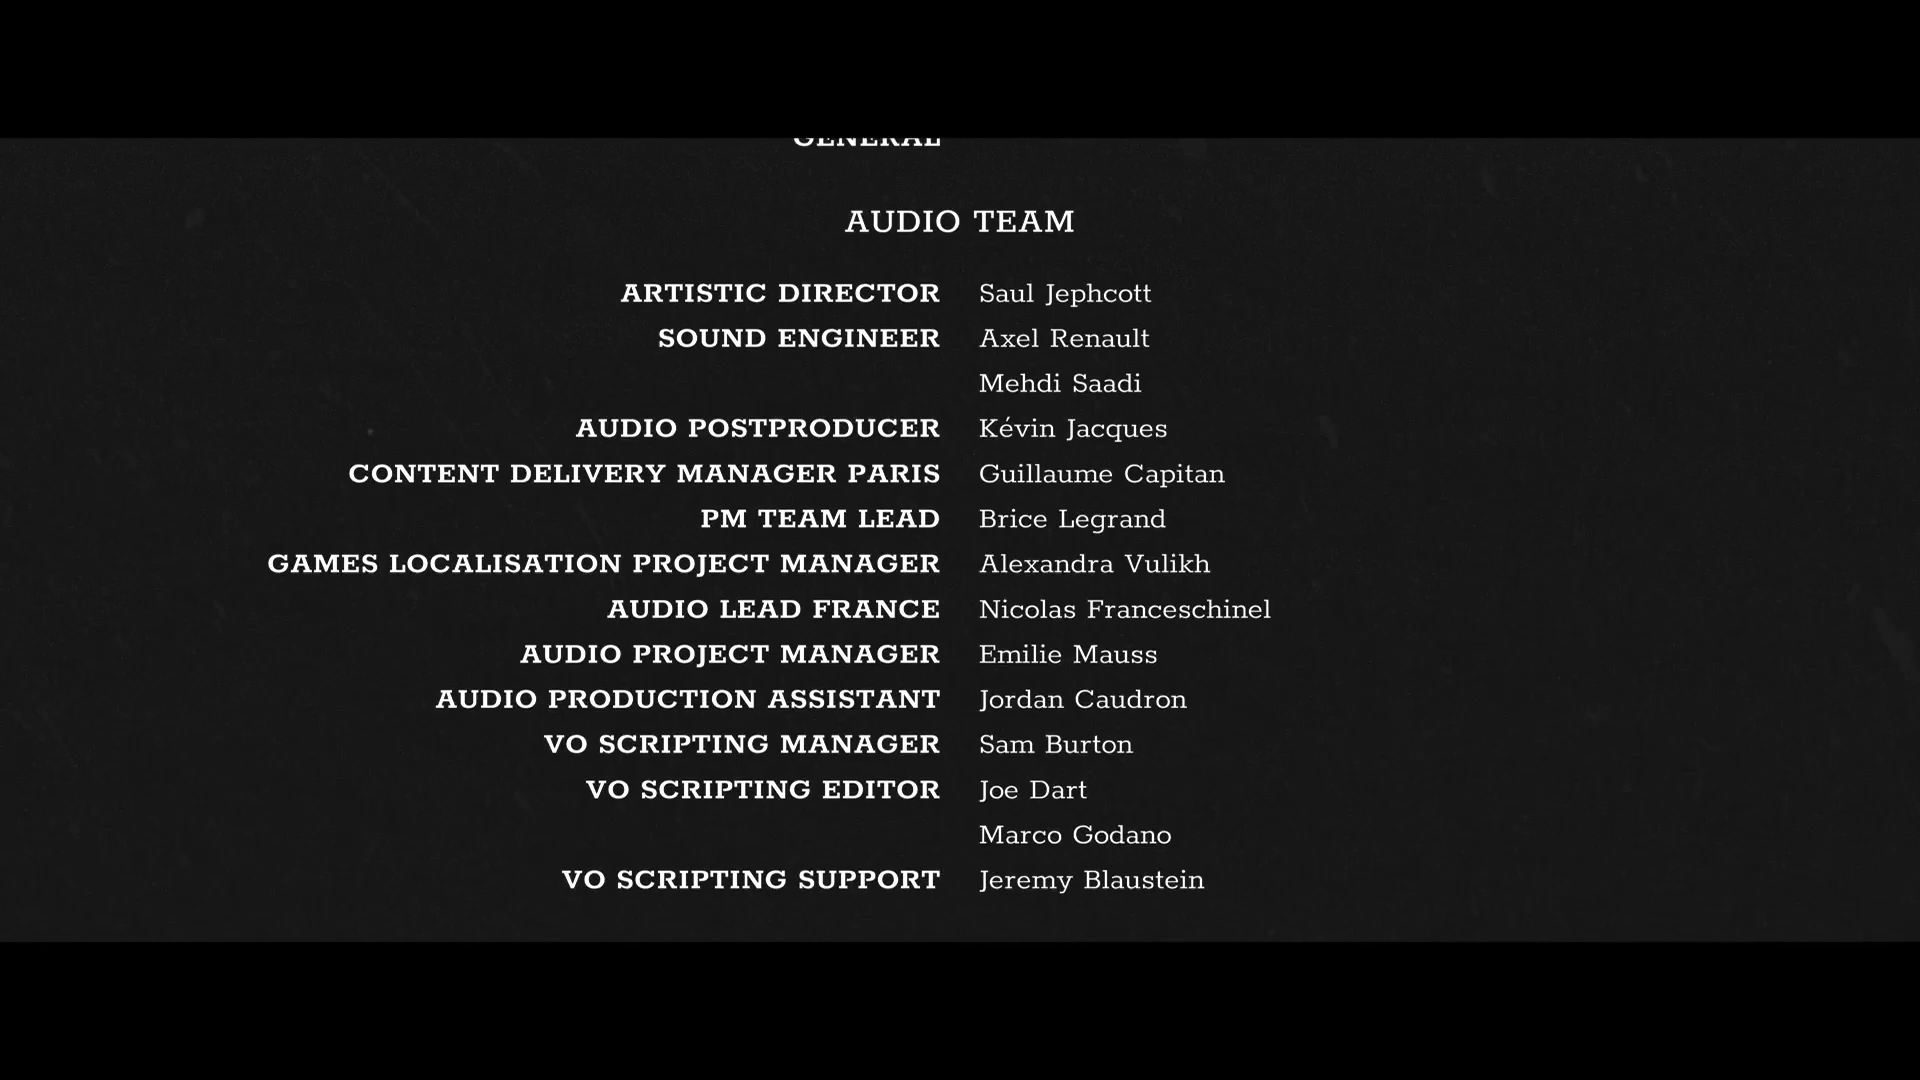 GENERAL
AUDIO TEAM
ARTISTIC DIRECTOR Saul Jephcott
SOUND ENGINEER Axel Renault
Mehdi Saadi
AUDIO POSTPRODUCER Kévin Jacques
CONTENT DELIVERY MANAGER PARIS Guillaume Capitan
PM TEAM LEAD Brice Legrand
GAMES LOCALISATION PROJECT MANAGER Alexandra Vulikh
AUDIO LEAD FRANCE Nicolas Franceschinel
AUDIO PROJECT MANAGER Emilie Mauss
AUDIO PRODUCTION ASSISTANT Jordan Caudron
VO SCRIPTING MANAGER Sam Burton
VO SCRIPTING EDITOR Joe Dart
Marco Godano
VO SCRIPTING SUPPORT Jeremy Blaustein